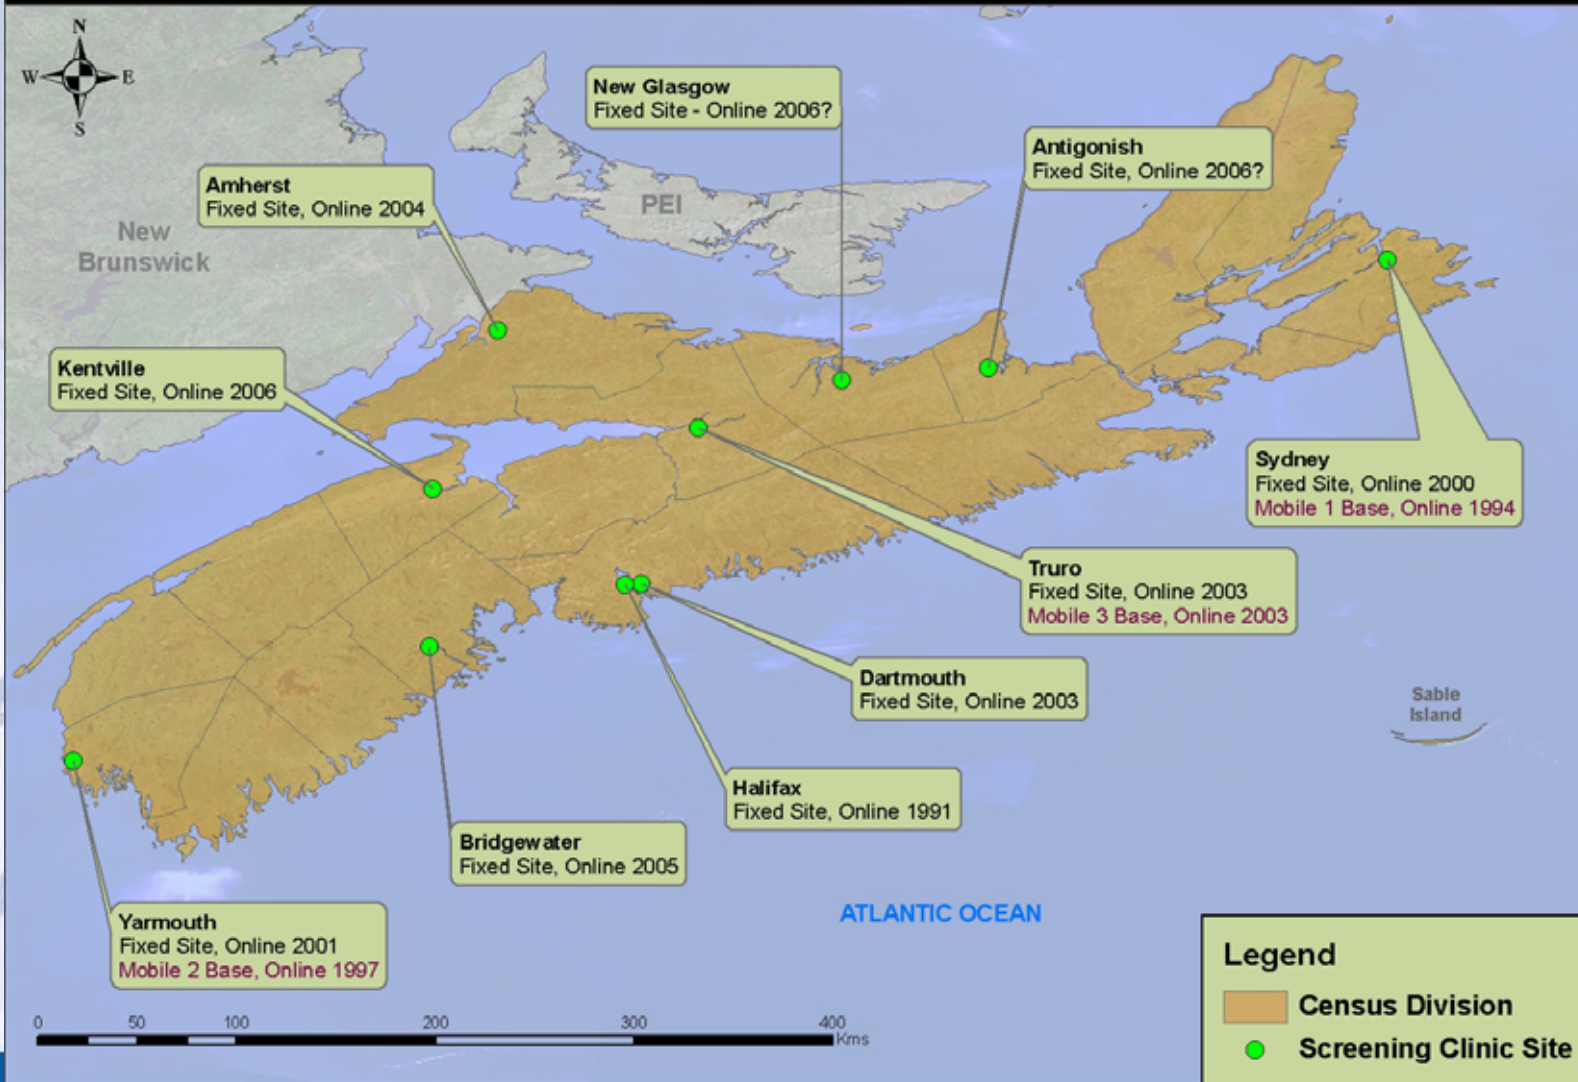 N
W
E
S
New Glasgow
Fixed Site - Online 2006?
Antigonish
Fixed Site, Online 2006?
Amherst
Fixed Site, Online 2004
PEI
New
Brunswick
Kentville
Fixed Site, Online 2006
Sydney
Fixed Site, Online 2000
Mobile 1 Base, Online 1994
Truro
Fixed Site, Online 2003
Mobile 3 Base, Online 2003
Dartmouth
Fixed Site, Online 2003
Sable
Island
Halifax
Fixed Site, Online 1991
Bridgewater
Fixed Site, Online 2005
Yarmouth
Fixed Site, Online 2001
Mobile 2 Base, Online 1997
ATLANTIC OCEAN
Legend
Census Division
Screening Clinic Site
0 50 100 200 300 400
Kms